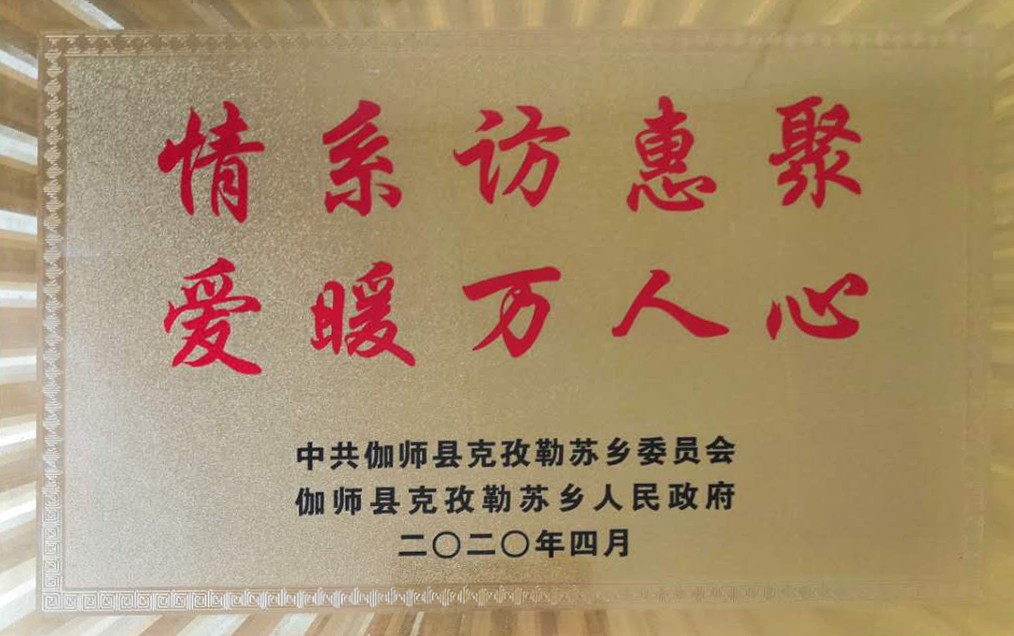 情系访惠聚
爱暖万人心
中共伽师县克孜勒苏乡委员会
伽师县克孜勒苏乡人民政府
二〇二〇年四月